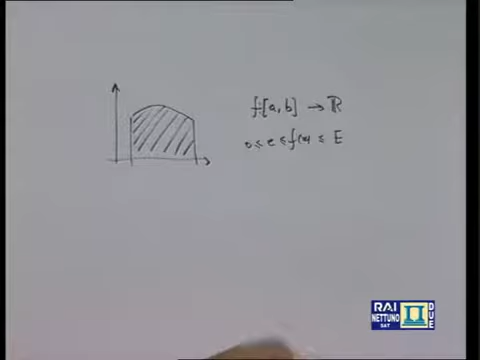 f:[a,b] → ℝ
0 ≤ e ≤ f(x) ≤ E
RAI
NETTUNO
SAT
DUE